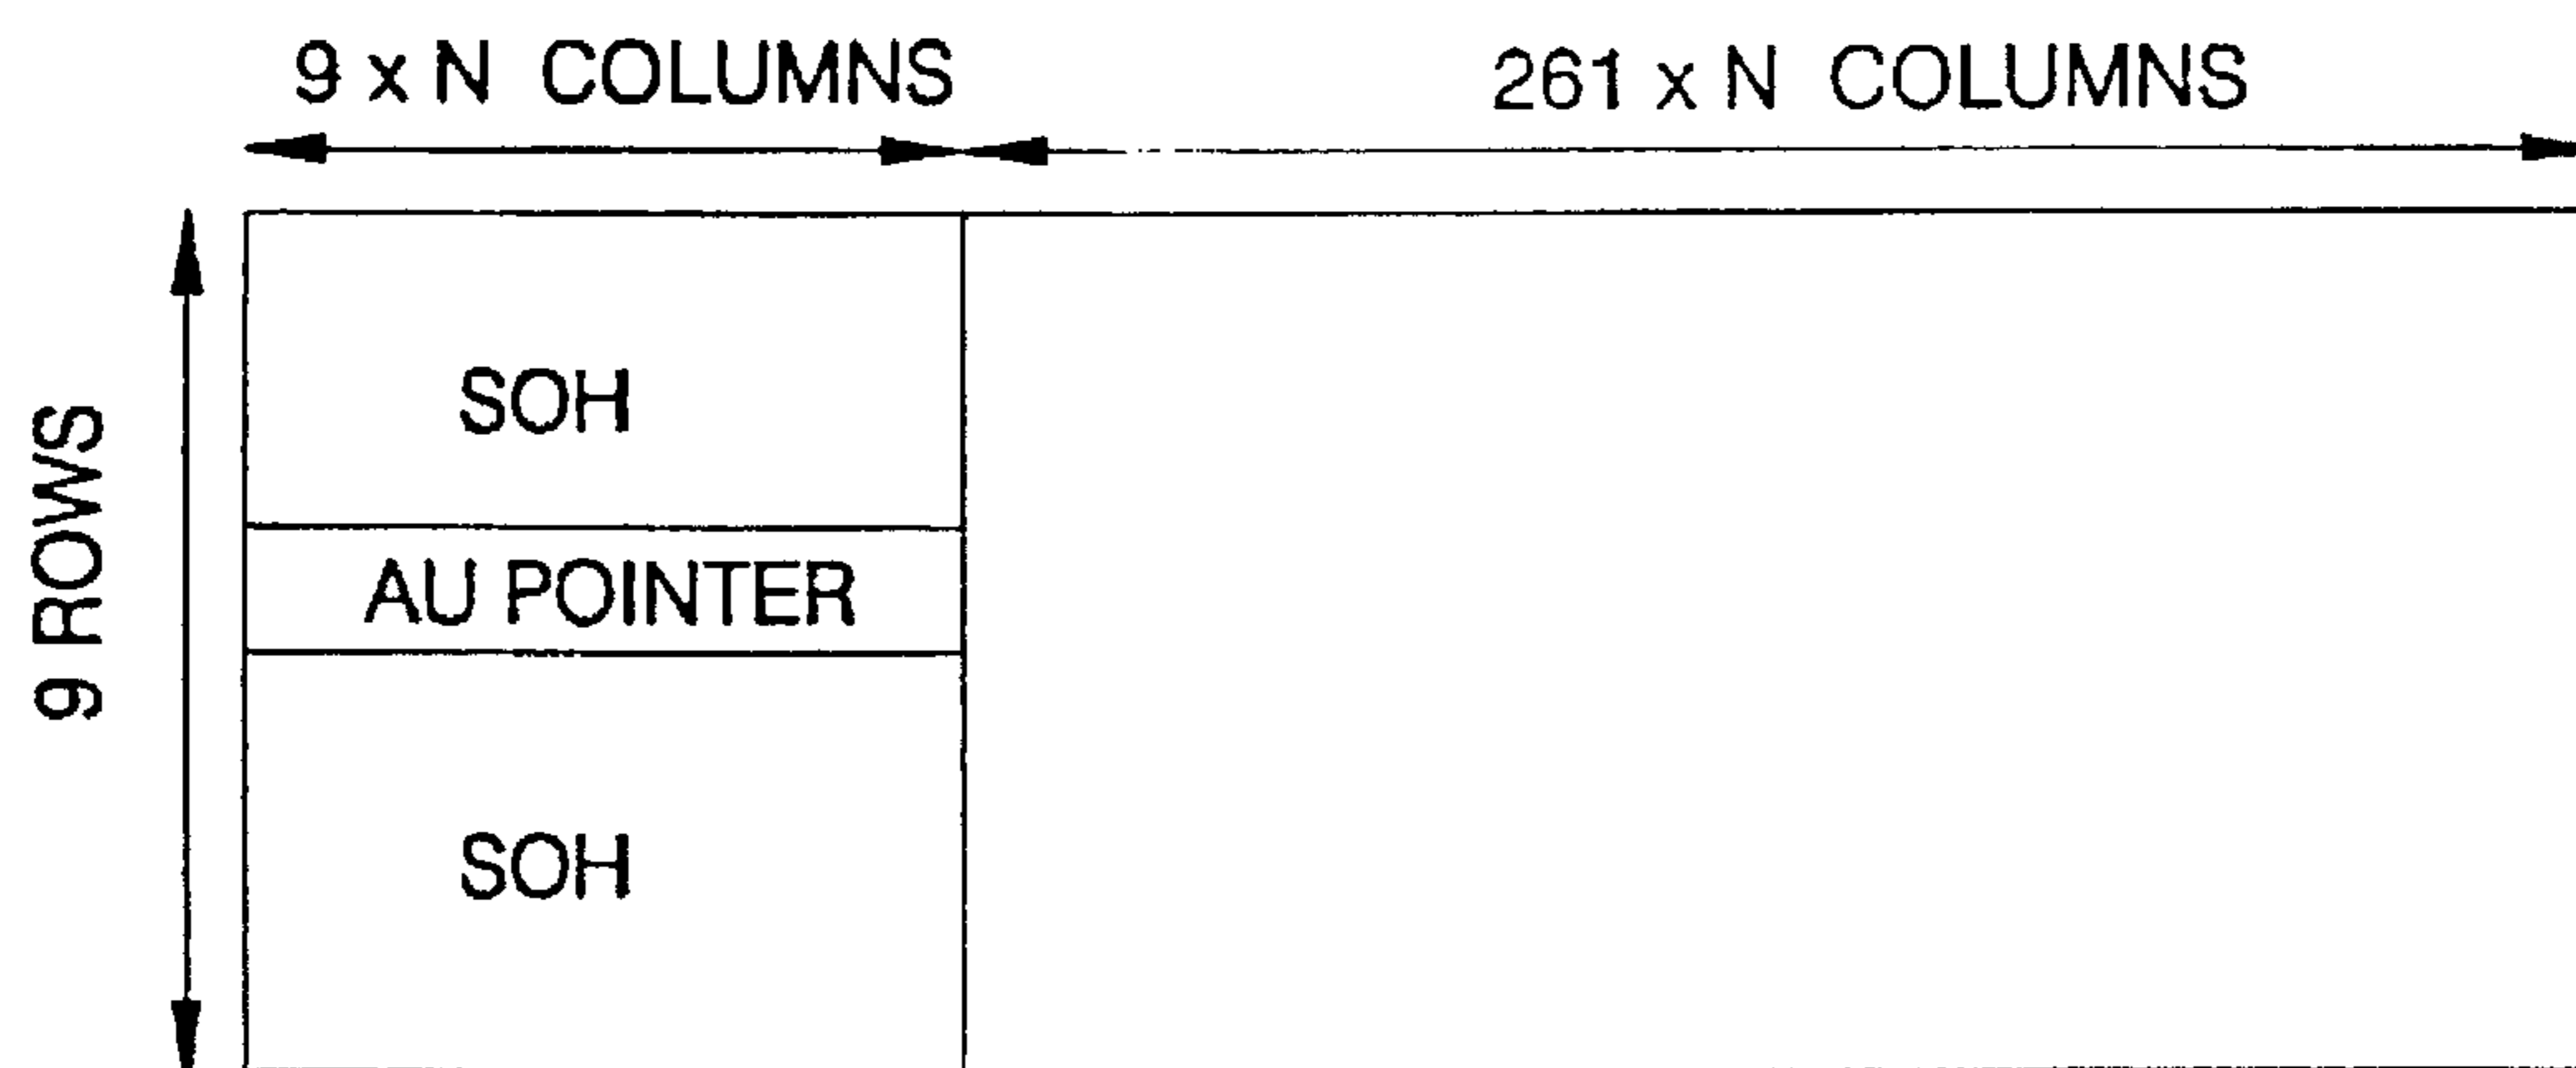 9 x N COLUMNS
261 x N COLUMNS
9 ROWS
SOH
AU POINTER
SOH